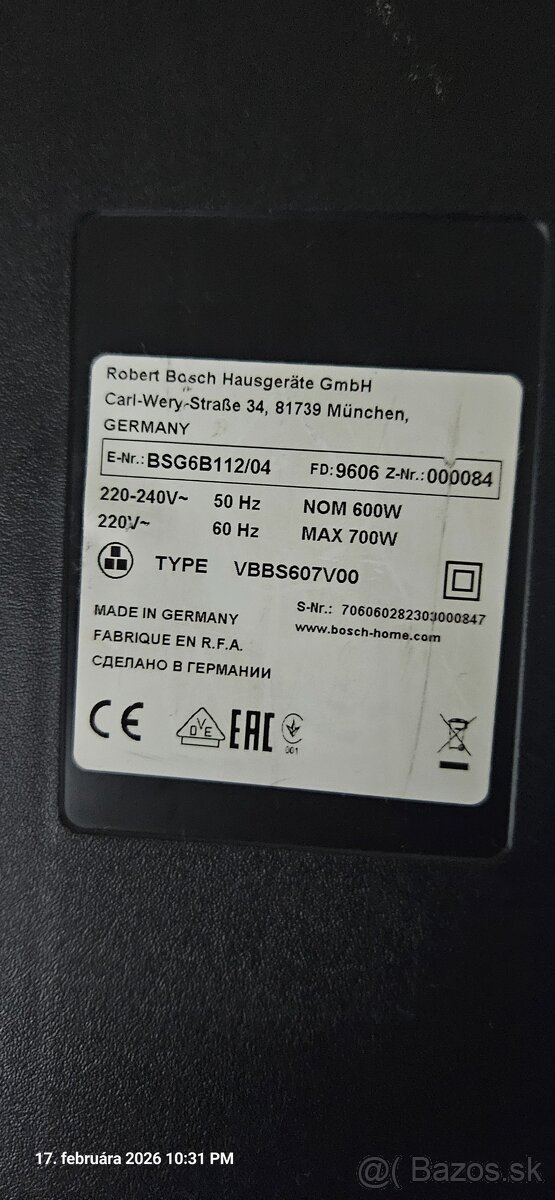 Robert Bosch Hausgeräte GmbH
Carl-Wery-Straße 34, 81739 München,
GERMANY
E-Nr.: BSG6B112/04 FD: 9606 Z-Nr.: 000084
220-240V~ 50 Hz NOM 600W
220V~ 60 Hz MAX 700W
TYPE VBBS607V00
S-Nr.: 706060282303000847
www.bosch-home.com
MADE IN GERMANY
FABRIQUE EN R.F.A.
СДЕЛАНО В ГЕРМАНИИ
CE DVE EAC 001
17. februára 2026 10:31 PM
@( Bazos.sk